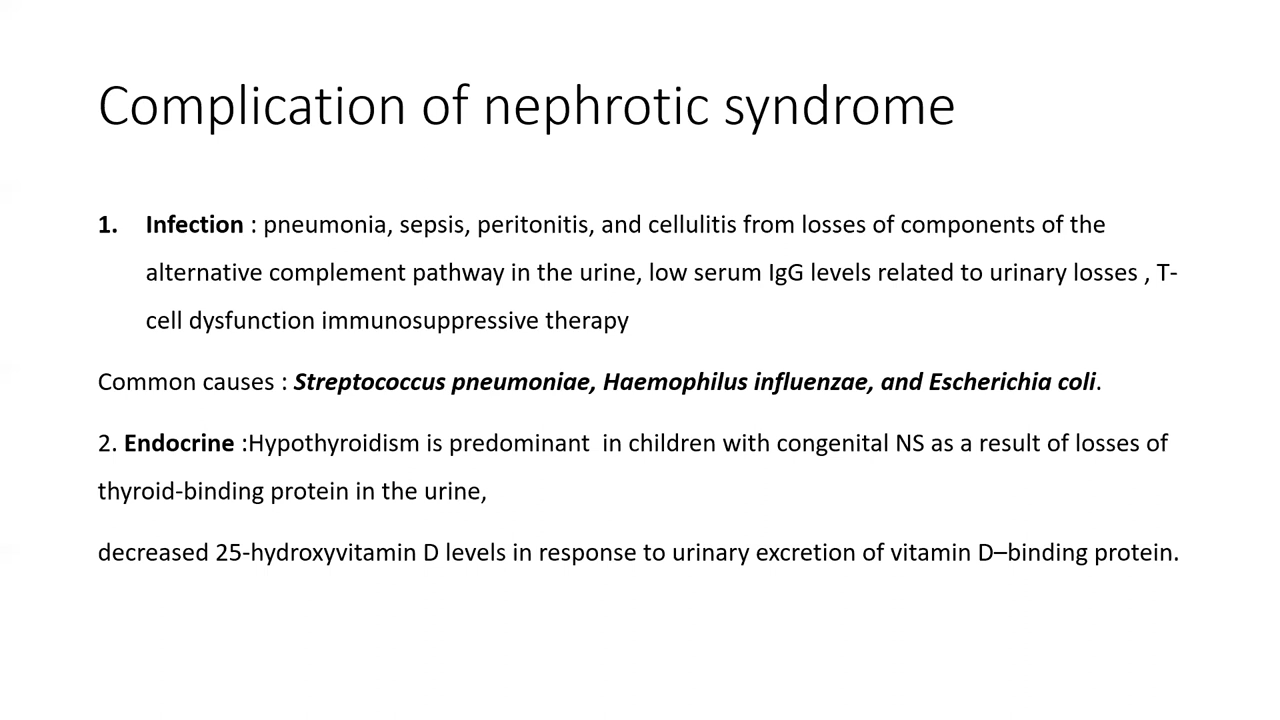 Complication of nephrotic syndrome
1. Infection : pneumonia, sepsis, peritonitis, and cellulitis from losses of components of the
alternative complement pathway in the urine, low serum IgG levels related to urinary losses , T-
cell dysfunction immunosuppressive therapy
Common causes : Streptococcus pneumoniae, Haemophilus influenzae, and Escherichia coli.
2. Endocrine :Hypothyroidism is predominant  in children with congenital NS as a result of losses of
thyroid-binding protein in the urine,
decreased 25-hydroxyvitamin D levels in response to urinary excretion of vitamin D–binding protein.